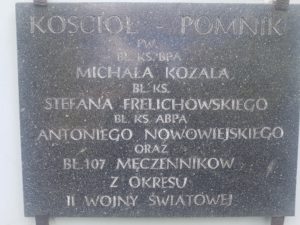 KOŚCIÓŁ - POMNIK
PW.
BŁ. KS. BPA
MICHAŁA KOZALA
BŁ. KS.
STEFANA FRELICHOWSKIEGO
BŁ. KS. ABPA
ANTONIEGO NOWOWIEJSKIEGO
ORAZ
BŁ. 107 MĘCZENNIKÓW
Z OKRESU
II WOJNY ŚWIATOWEJ